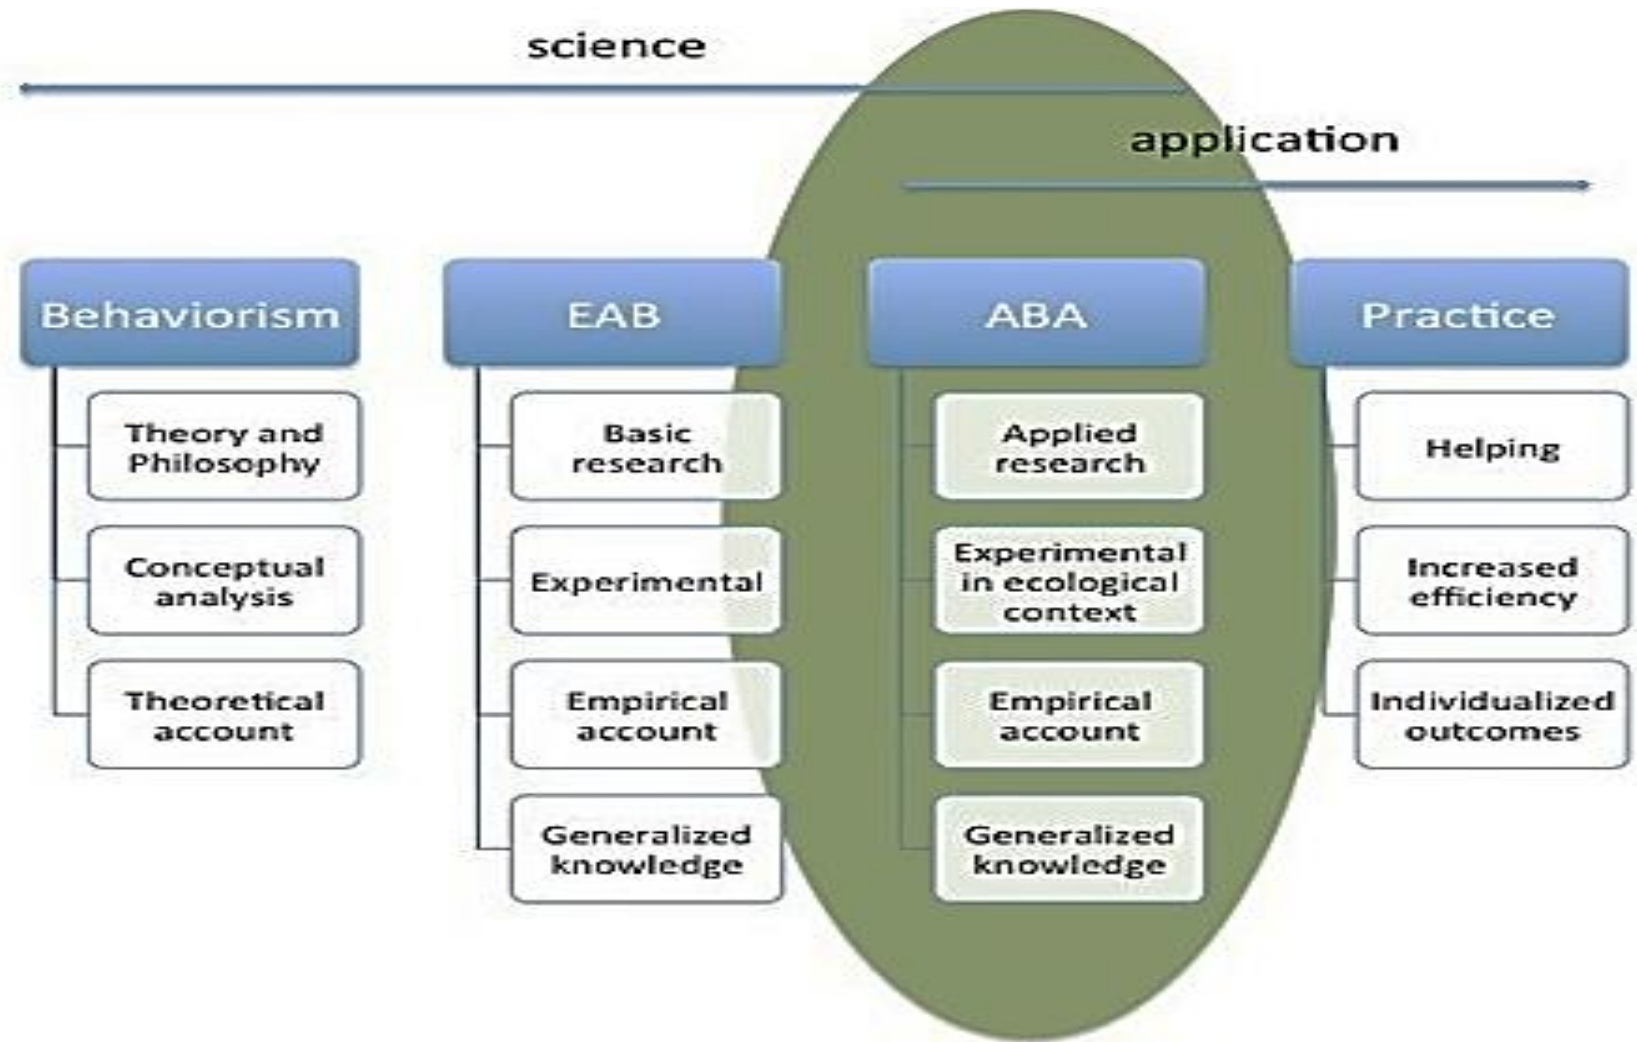 science
application
Behaviorism
Theory and
Philosophy
Conceptual
analysis
Theoretical
account
EAB
Basic
research
Experimental
Empirical
account
Generalized
knowledge
ABA
Applied
research
Experimental
in ecological
context
Empirical
account
Generalized
knowledge
Practice
Helping
Increased
efficiency
Individualized
outcomes